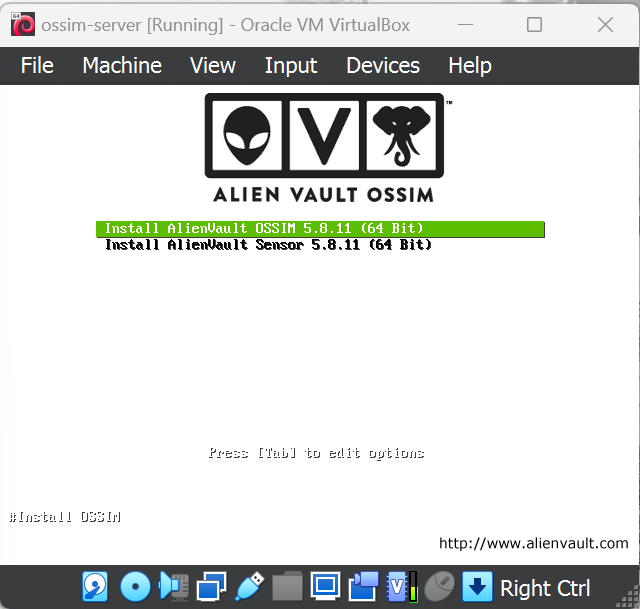 ossim-server [Running] - Oracle VM VirtualBox
File Machine View Input Devices Help
V ™
ALIEN VAULT OSSIM
Install AlienVault OSSIM 5.8.11 (64 Bit)
Install AlienVault Sensor 5.8.11 (64 Bit)
Press [Tab] to edit options
#Install OSSIM
http://www.alienvault.com
V Right Ctrl